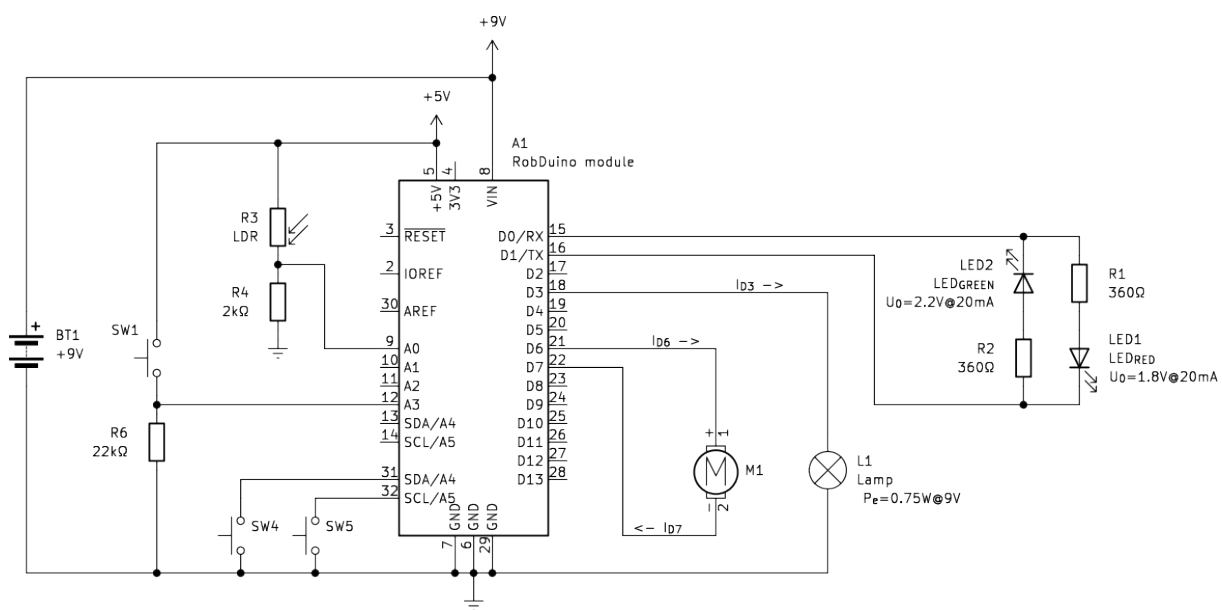 +9V
+5V
A1
RobDuino module
5
4
8
+5V
3V3
VIN
R3
LDR
3
RESET
D0/RX
15
D1/TX
16
2
IOREF
D2
17
LED2
LEDGREEN
U0=2.2V@20mA
R1
360Ω
ID3 ->
D3
18
R4
2kΩ
30
AREF
D4
19
D5
20
BT1
+9V
+
SW1
9
A0
ID6 ->
D6
21
R2
360Ω
LED1
LEDRED
U0=1.8V@20mA
10
A1
D7
22
11
A2
D8
23
12
A3
D9
24
R6
22kΩ
13
SDA/A4
D10
25
14
SCL/A5
D11
26
D12
27
31
SDA/A4
D13
28
32
SCL/A5
+
1
M
M1
-
2
L1
Lamp
Pe=0.75W@9V
SW4
SW5
GND
GND
GND
7
6
29
<- ID7